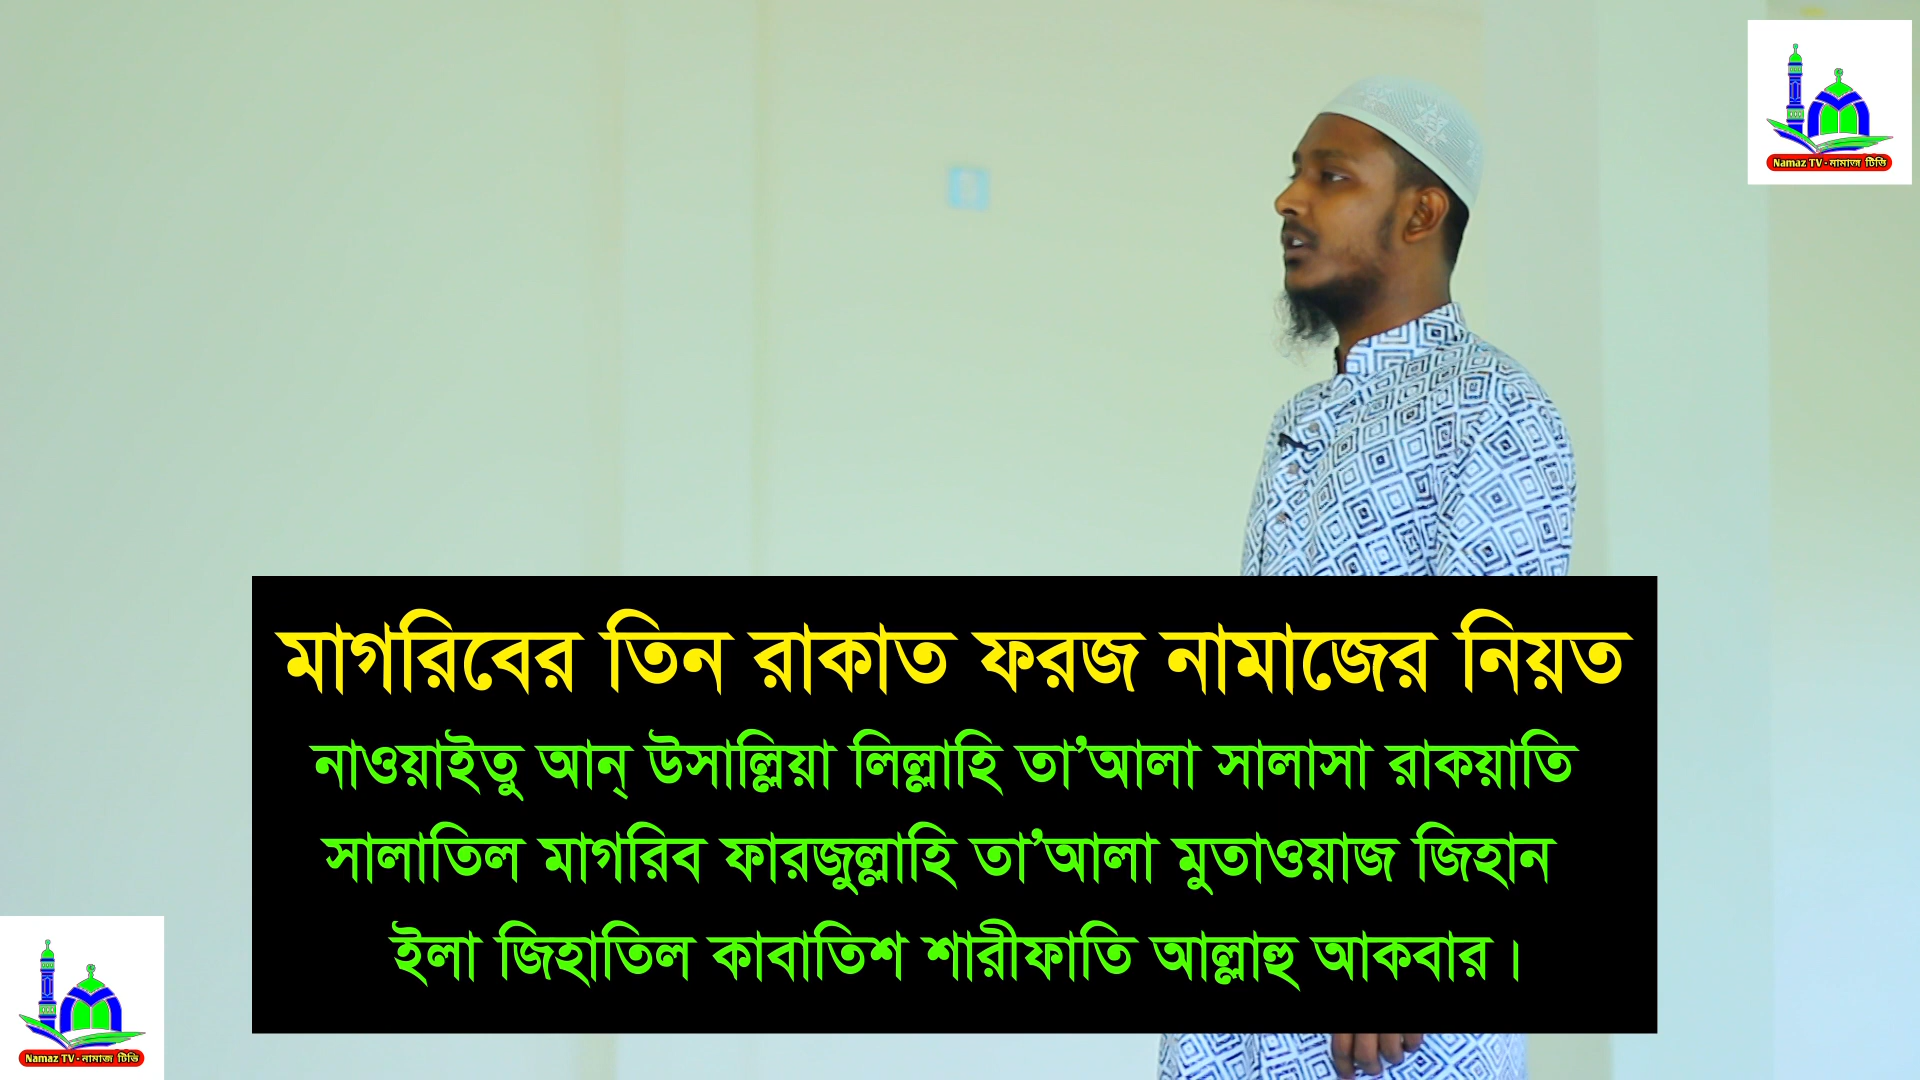 Namaz TV - নামাজ টিভি
মাগরিবের তিন রাকাত ফরজ নামাজের নিয়ত
নাওয়াইতু আন্ উসাল্লিয়া লিল্লাহি তা’আলা সালাসা রাকয়াতি
সালাতিল মাগরিব ফারজুল্লাহি তা’আলা মুতাওয়াজ জিহান
ইলা জিহাতিল কাবাতিশ শারীফাতি আল্লাহু আকবার।
Namaz TV - নামাজ টিভি